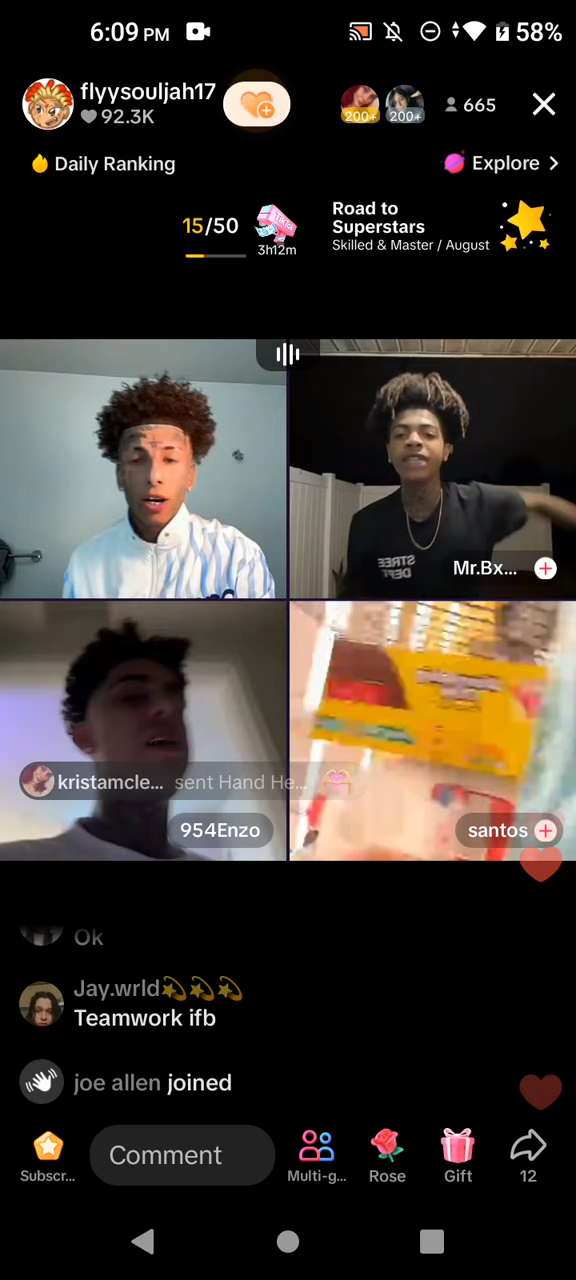 6:09 PM
58%
flyysouljah17
92.3K
200+
200+
665
Daily Ranking
Explore
15/50
3h12m
Road to
Superstars
Skilled & Master / August
Mr.Bx...
kristamcle... sent Hand He...
954Enzo
santos
Ok
Jay.wrld💫💫💫
Teamwork ifb
joe allen joined
Subscr...
Comment
Multi-g...
Rose
Gift
12